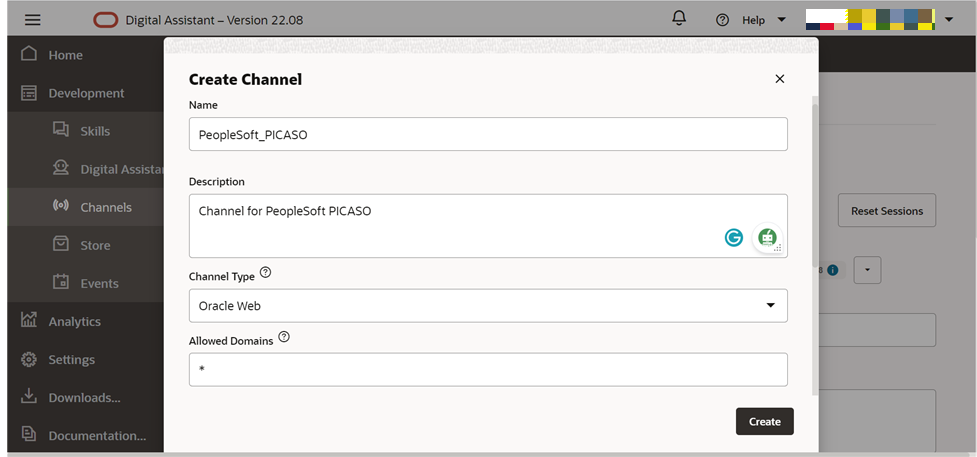 Digital Assistant – Version 22.08
Help
Home
Development
Skills
Digital Assista
Channels
Store
Events
Analytics
Settings
Downloads...
Documentation...
Create Channel
Name
PeopleSoft_PICASO
Description
Channel for PeopleSoft PICASO
Channel Type
Oracle Web
Allowed Domains
*
Create
Reset Sessions